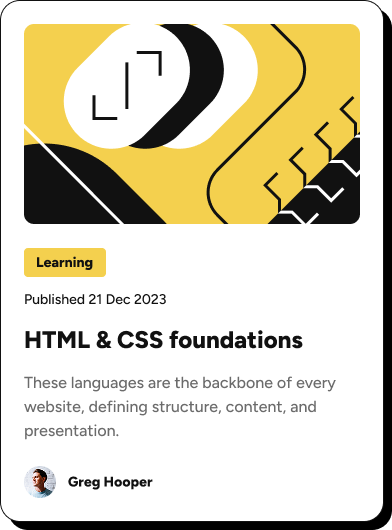 Learning
Published 21 Dec 2023
HTML & CSS foundations
These languages are the backbone of every
website, defining structure, content, and
presentation.
Greg Hooper